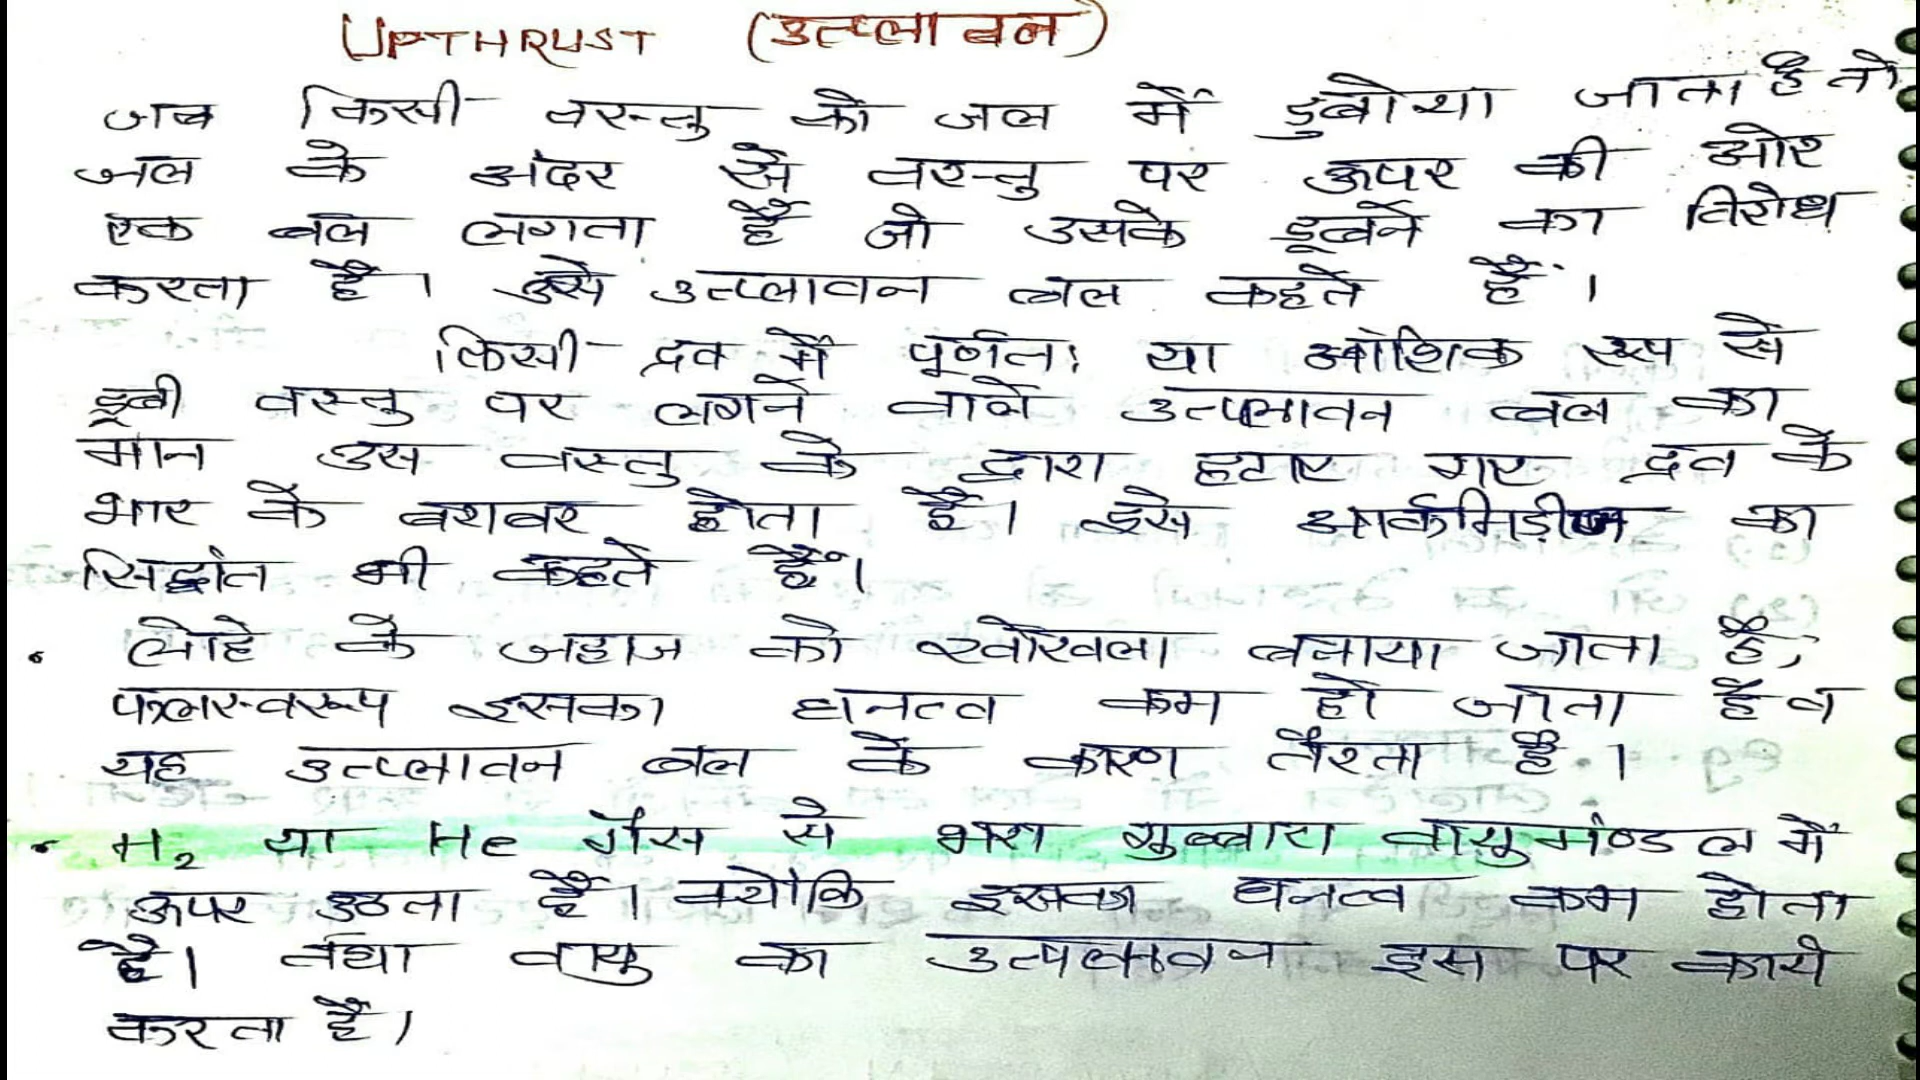 UPTHRUST (उत्प्लावन)
जब किसी वस्तु को जल में डुबोया जाता है तो
जल के अंदर से वस्तु पर ऊपर की ओर
एक बल लगता है जो उसके डूबने का विरोध
करता है। उसे उत्प्लावन बल कहते हैं।
किसी द्रव में पूर्णतः या आंशिक रूप से
डूबी वस्तु पर लगने वाले उत्प्लावन बल का
मान उस वस्तु के द्वारा हटाए गए द्रव के
भार के बराबर होता है। इसे आर्कमिडीज का
सिद्धांत भी कहते हैं।
• लोहे के जहाज को खोखला बनाया जाता है,
फलस्वरूप इसका घनत्व कम हो जाता है व
यह उत्प्लावन बल के कारण तैरता है।
• H₂ या He गैस से भरा गुब्बारा वायुमंण्डल में
ऊपर उठता है। क्योकि इसका घनत्व कम होता
है। तथा वायु का उत्पलावन इस पर कार्य
करता है।